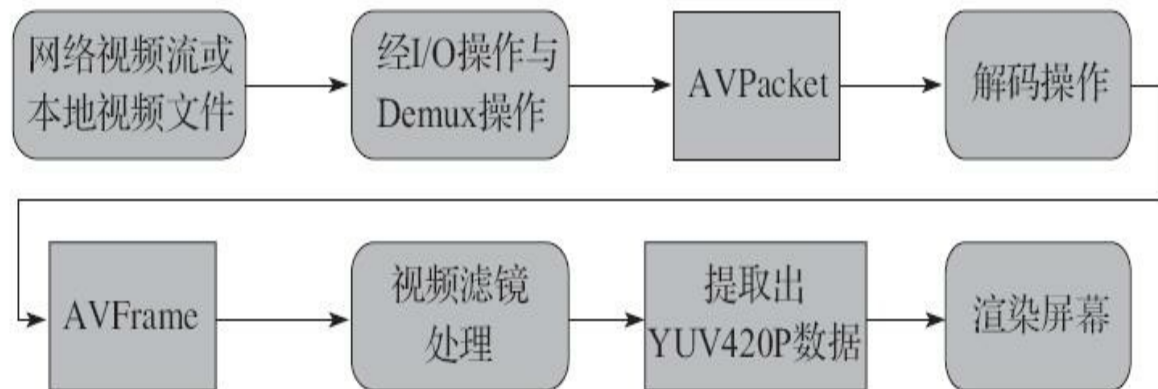 网络视频流或
本地视频文件
经I/O操作与
Demux操作
AVPacket
解码操作
AVFrame
视频滤镜
处理
提取出
YUV420P数据
渲染屏幕